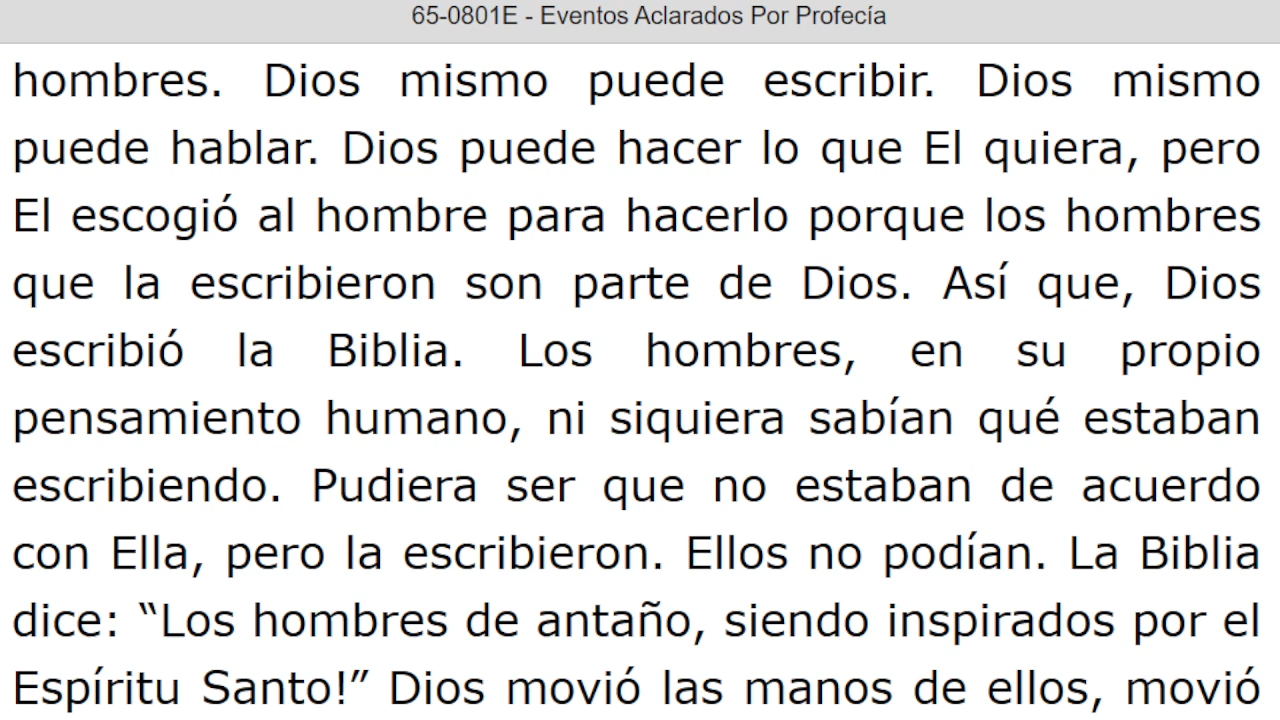 65-0801E - Eventos Aclarados Por Profecía
hombres. Dios mismo puede escribir. Dios mismo
puede hablar. Dios puede hacer lo que El quiera, pero
El escogió al hombre para hacerlo porque los hombres
que la escribieron son parte de Dios. Así que, Dios
escribió la Biblia. Los hombres, en su propio
pensamiento humano, ni siquiera sabían qué estaban
escribiendo. Pudiera ser que no estaban de acuerdo
con Ella, pero la escribieron. Ellos no podían. La Biblia
dice: “Los hombres de antaño, siendo inspirados por el
Espíritu Santo!” Dios movió las manos de ellos, movió